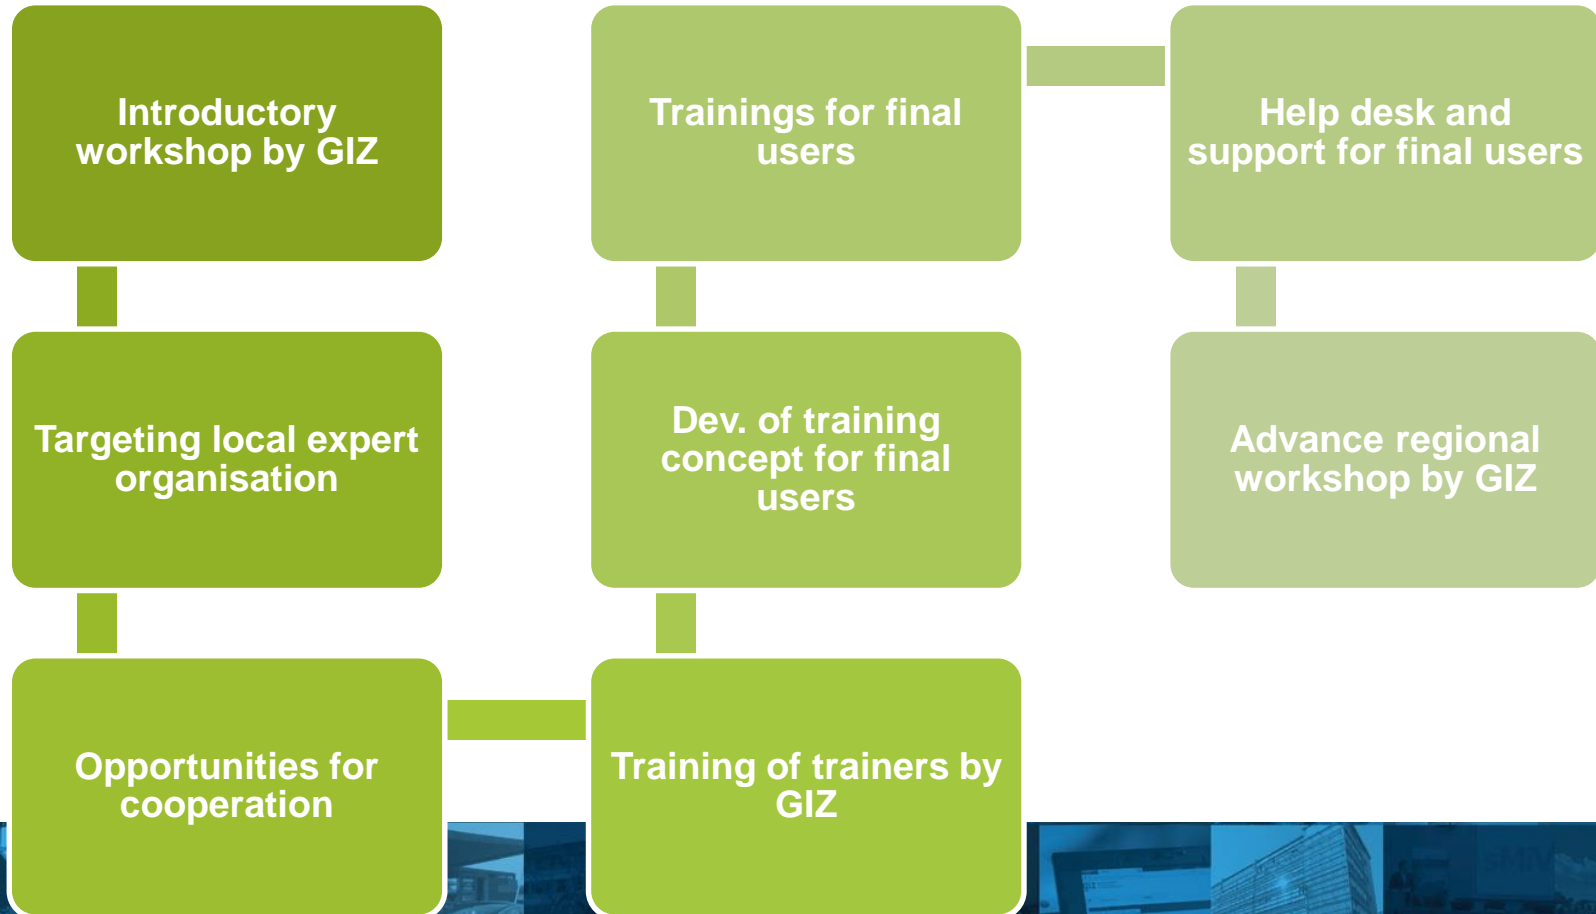 Introductory
workshop by GIZ
Targeting local expert
organisation
Opportunities for
cooperation
Training of trainers by
GIZ
Dev. of training
concept for final
users
Trainings for final
users
Help desk and
support for final users
Advance regional
workshop by GIZ